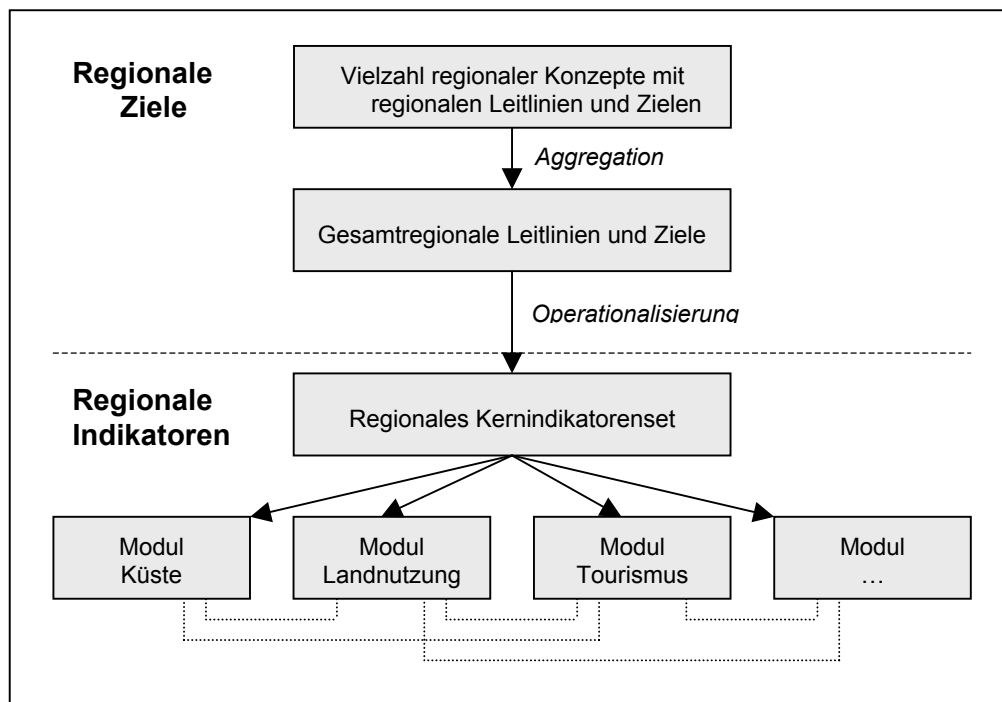 Regionale
Ziele
Vielzahl regionaler Konzepte mit
regionalen Leitlinien und Zielen
Aggregation
Gesamtregionale Leitlinien und Ziele
Operationalisierung
Regionale
Indikatoren
Regionales Kernindikatorenset
Modul
Küste
Modul
Landnutzung
Modul
Tourismus
Modul
…